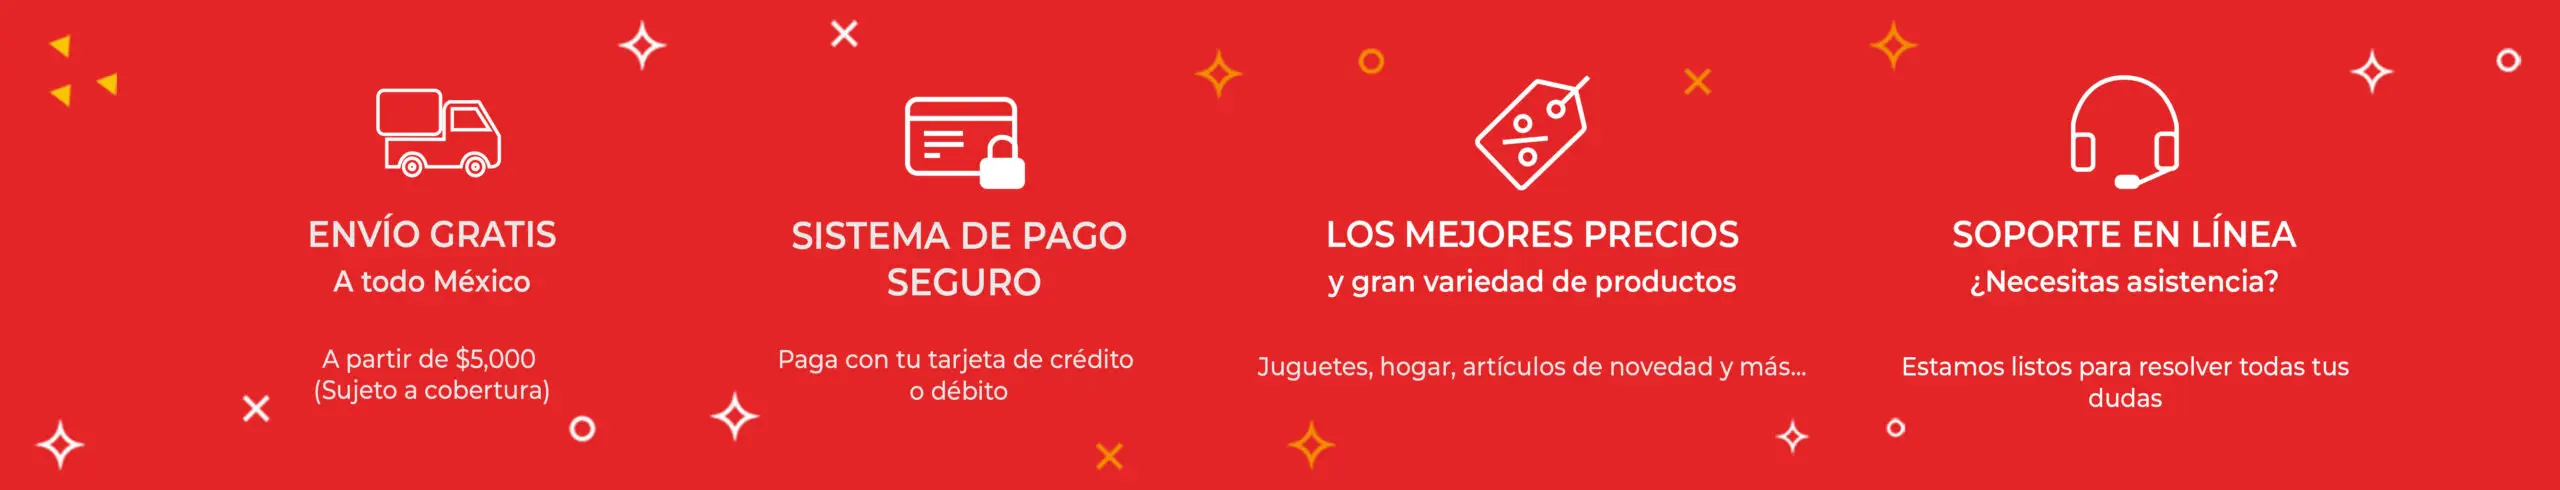 ENVÍO GRATIS
A todo México
A partir de $5,000
(Sujeto a cobertura)
SISTEMA DE PAGO
SEGURO
Paga con tu tarjeta de crédito
o débito
LOS MEJORES PRECIOS
y gran variedad de productos
Juguetes, hogar, artículos de novedad y más...
SOPORTE EN LÍNEA
¿Necesitas asistencia?
Estamos listos para resolver todas tus
dudas